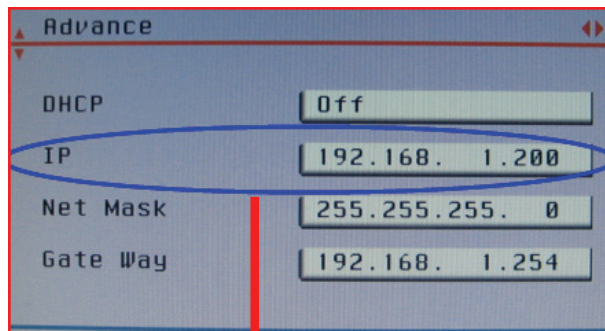 Advance
DHCP Off
IP 192.168. 1.200
Net Mask 255.255.255. 0
Gate Way 192.168. 1.254